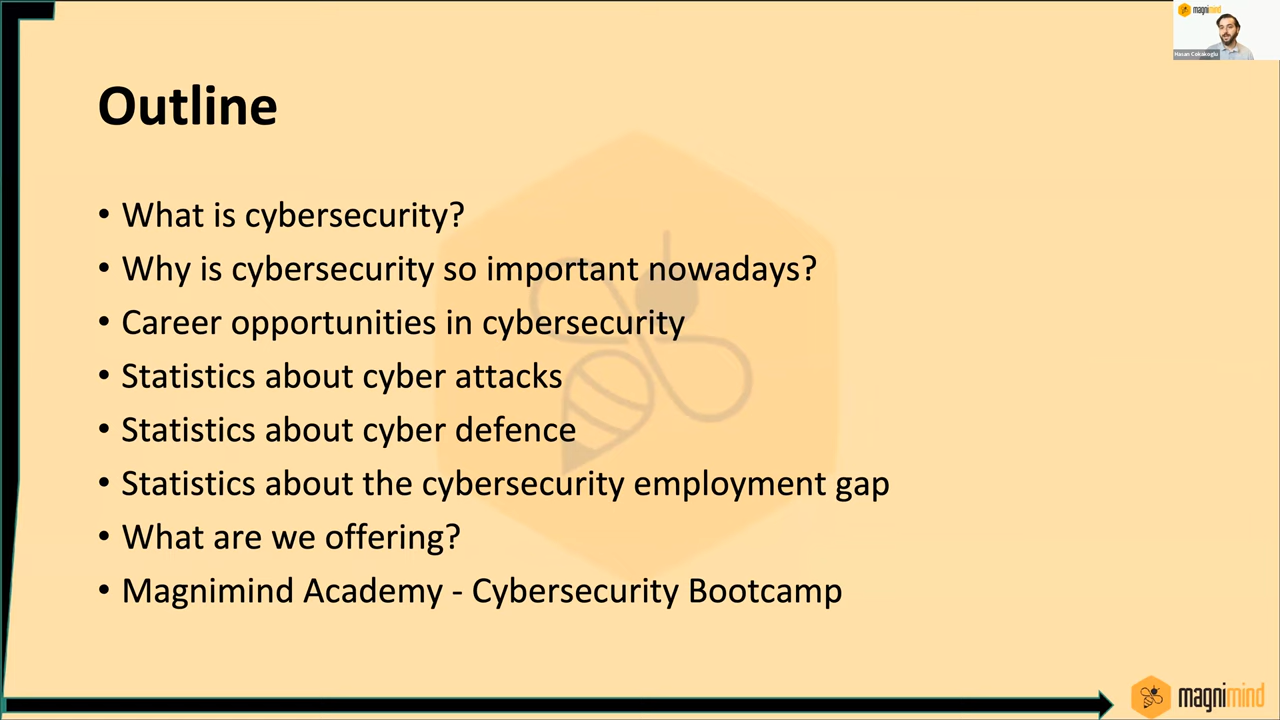 magnimind
Hasan Cekakoglu
Outline
• What is cybersecurity?
• Why is cybersecurity so important nowadays?
• Career opportunities in cybersecurity
• Statistics about cyber attacks
• Statistics about cyber defence
• Statistics about the cybersecurity employment gap
• What are we offering?
• Magnimind Academy - Cybersecurity Bootcamp
magnimind